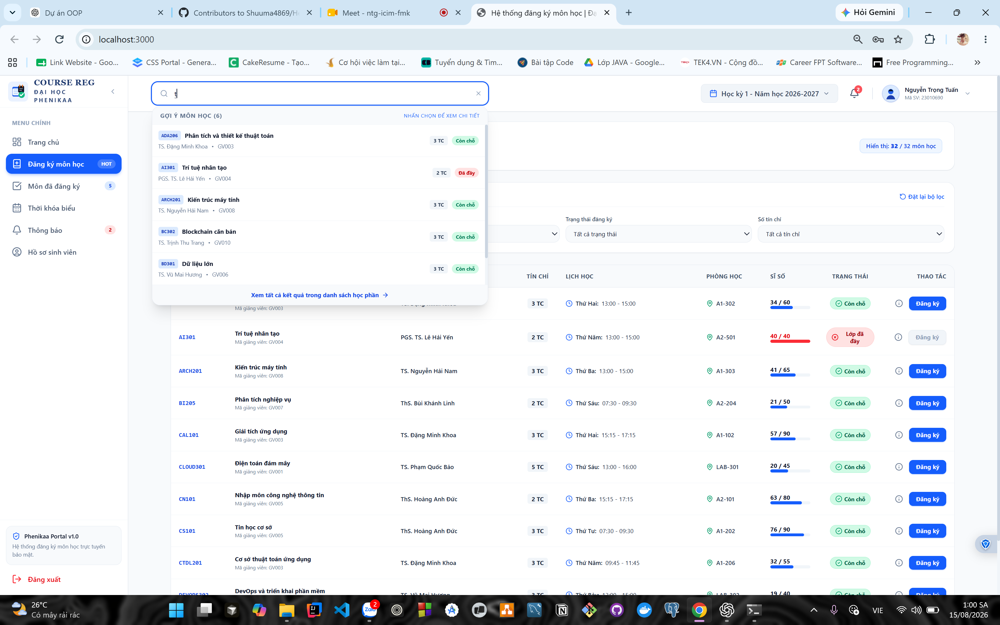 Dự án OOP
Contributors to Shuuma4869/He
Meet - ntg-icim-fmk
Hệ thống đăng ký môn học | Đạ
Hỏi Gemini
localhost:3000
Link Website - Goo...
CSS Portal - Genera...
CakeResume - Tạo...
Cơ hội việc làm tại...
Tuyển dụng & Tìm...
Bài tập Code
Lớp JAVA - Google...
TEK4.VN - Cộng đồ...
Career FPT Software...
Free Programming...
COURSE REG
ĐẠI HỌC
PHENIKAA
t
Học kỳ 1 - Năm học 2026-2027
2
Nguyễn Trọng Tuấn
Mã SV: 23010690
MENU CHÍNH
Trang chủ
Đăng ký môn học HOT
Môn đã đăng ký 5
Thời khóa biểu
Thông báo 2
Hồ sơ sinh viên
Phenikaa Portal v1.0
Hệ thống đăng ký môn học trực tuyến
bảo mật.
Đăng xuất
GỢI Ý MÔN HỌC (6) NHẤN CHỌN ĐỂ XEM CHI TIẾT
ADA206 Phân tích và thiết kế thuật toán
TS. Đặng Minh Khoa • GV003
3 TC Còn chỗ
AI301 Trí tuệ nhân tạo
PGS. TS. Lê Hải Yến • GV004
2 TC Đã đầy
ARCH201 Kiến trúc máy tính
TS. Nguyễn Hải Nam • GV008
3 TC Còn chỗ
BC302 Blockchain căn bản
TS. Trịnh Thu Trang • GV010
3 TC Còn chỗ
BD301 Dữ liệu lớn
TS. Vũ Mai Hương • GV006
3 TC Còn chỗ
Xem tất cả kết quả trong danh sách học phần
Hiển thị: 32 / 32 môn học
Đặt lại bộ lọc
Trạng thái đăng ký
Tất cả trạng thái
Số tín chỉ
Tất cả tín chỉ
TÍN CHỈ LỊCH HỌC PHÒNG HỌC SĨ SỐ TRẠNG THÁI THAO TÁC
Mã giảng viên: GV003
TS. Đặng Minh Khoa
3 TC Thứ Hai: 13:00 - 15:00 A1-302 34 / 60 Còn chỗ Đăng ký
AI301 Trí tuệ nhân tạo
Mã giảng viên: GV004
PGS. TS. Lê Hải Yến 2 TC Thứ Năm: 13:00 - 15:00 A2-501 40 / 40 Lớp đã
đầy
Đăng ký
ARCH201 Kiến trúc máy tính
Mã giảng viên: GV008
TS. Nguyễn Hải Nam 3 TC Thứ Ba: 13:00 - 15:00 A1-303 41 / 65 Còn chỗ Đăng ký
BI205 Phân tích nghiệp vụ
Mã giảng viên: GV007
ThS. Bùi Khánh Linh 2 TC Thứ Sáu: 07:30 - 09:30 A2-204 21 / 50 Còn chỗ Đăng ký
CAL101 Giải tích ứng dụng
Mã giảng viên: GV003
TS. Đặng Minh Khoa 3 TC Thứ Hai: 15:15 - 17:15 A1-102 57 / 90 Còn chỗ Đăng ký
CLOUD301 Điện toán đám mây
Mã giảng viên: GV001
TS. Phạm Quốc Bảo 5 TC Thứ Sáu: 13:00 - 16:00 LAB-301 20 / 45 Còn chỗ Đăng ký
CN101 Nhập môn công nghệ thông tin
Mã giảng viên: GV005
ThS. Hoàng Anh Đức 2 TC Thứ Ba: 15:15 - 17:15 A2-101 63 / 80 Còn chỗ Đăng ký
CS101 Tin học cơ sở
Mã giảng viên: GV005
ThS. Hoàng Anh Đức 3 TC Thứ Tư: 07:30 - 09:30 A1-202 76 / 90 Còn chỗ Đăng ký
CTDL201 Cơ sở thuật toán ứng dụng
Mã giảng viên: GV003
TS. Đặng Minh Khoa 3 TC Thứ Năm: 09:45 - 11:45 A1-206 32 / 55 Còn chỗ Đăng ký
DEVOPS302 DevOps và triển khai phần mềm
TS. Vũ Mai Hương 3 TC Thứ Bảy: 13:00 - 15:00 LAB-302 19 / 40 Còn chỗ Đăng ký
26°C
Có mây rải rác
Zalo
2
VIE
1:00 SA
15/08/2026